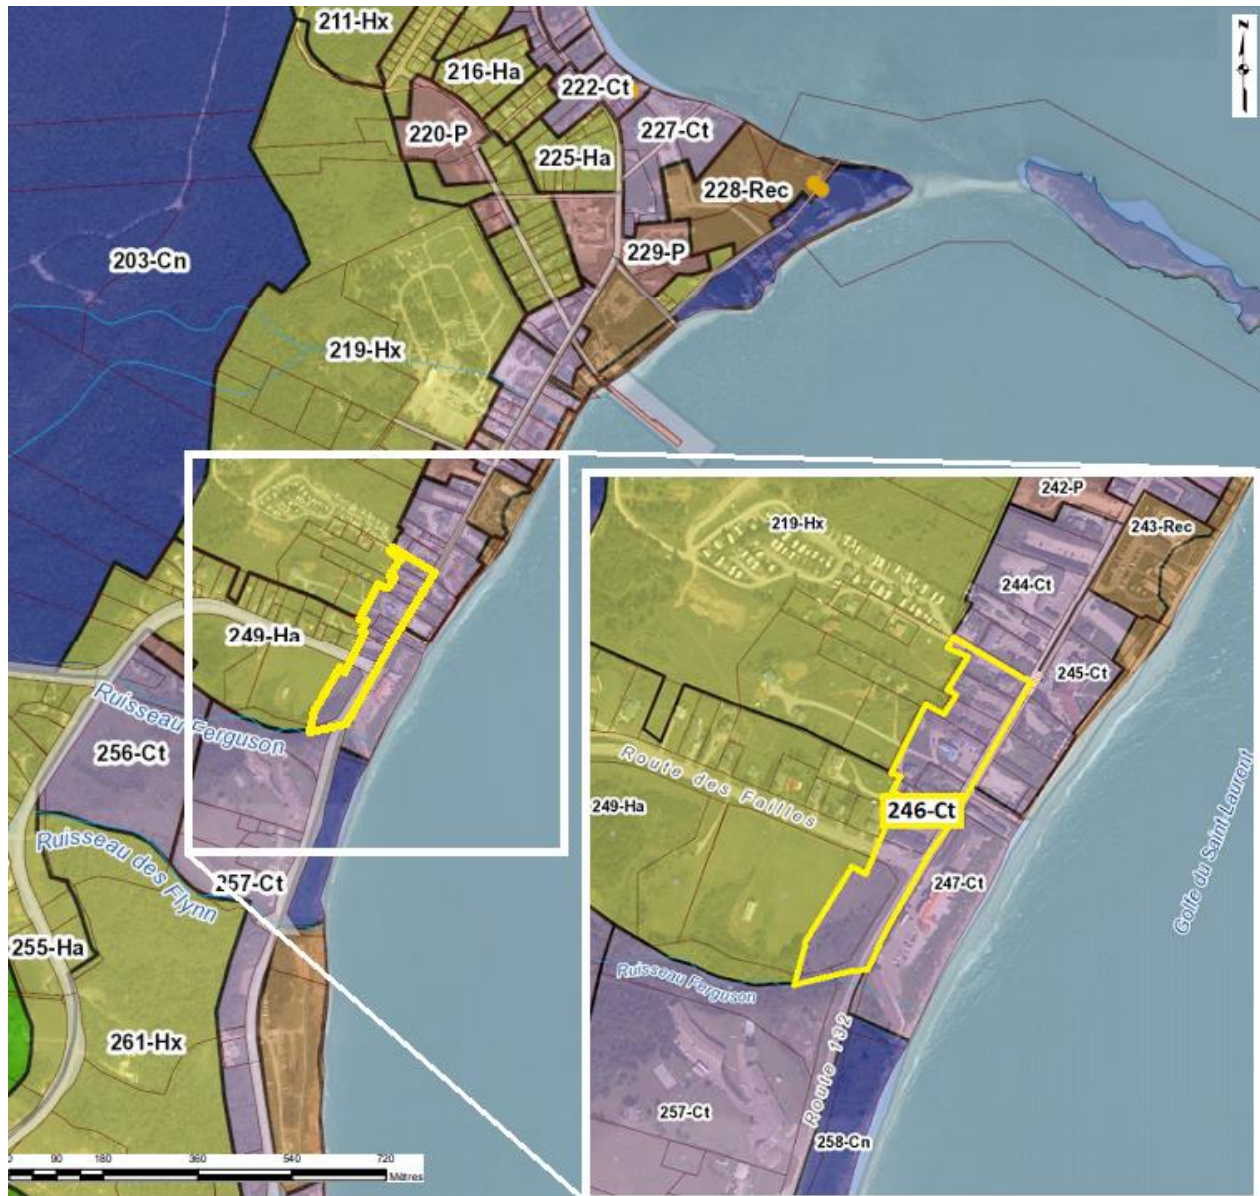 211-Hx
216-Ha
222-Ct
N
220-P
227-Ct
225-Ha
228-Rec
203-Cn
229-P
219-Hx
242-P
219-Hx
243-Rec
244-Ct
249-Ha
245-Ct
Ruisseau Ferguson
256-Ct
Route des Failles
249-Ha
246-Ct
Golfe du Saint Laurent
Ruisseau des Flynn
257-Ct
247-Ct
255-Ha
Ruisseau Ferguson
261-Hx
Route 132
257-Ct
258-Cn
0 90 180 360 540 720
Mètres